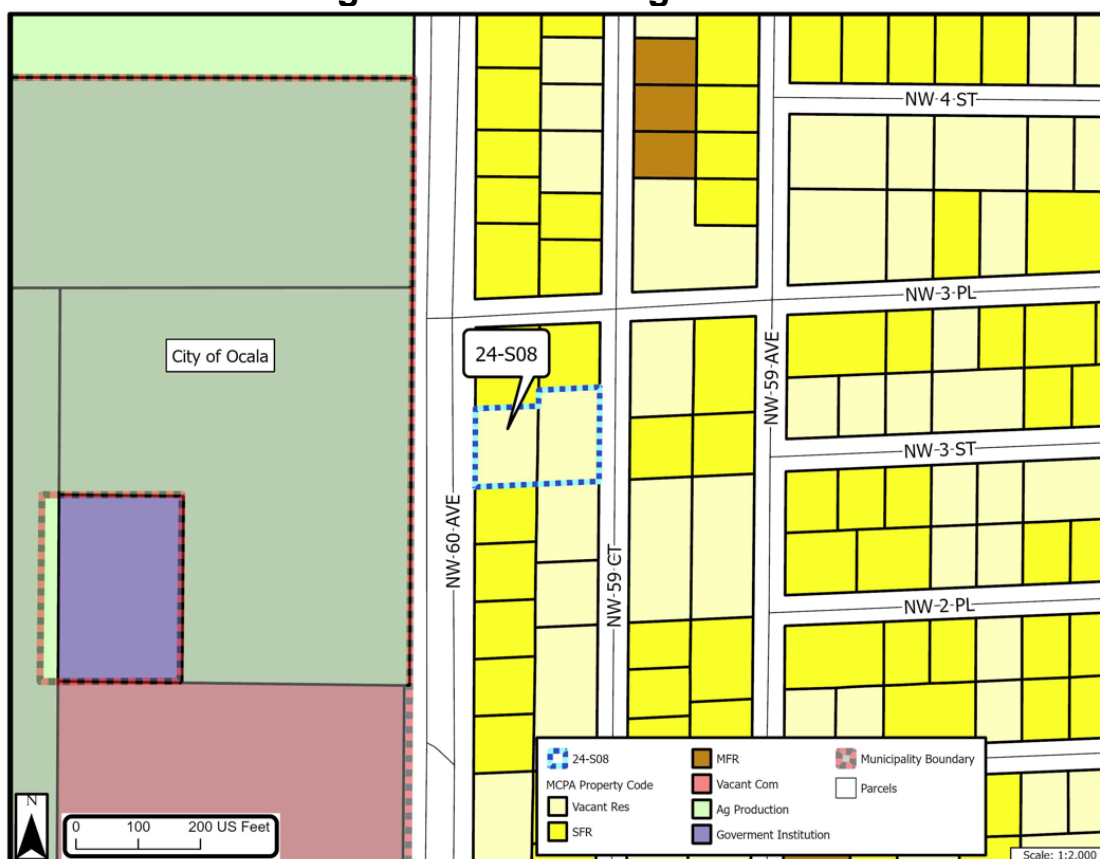 NW 4 ST
NW 3 PL
City of Ocala
24-S08
NW 59 AVE
NW 3 ST
NW 60 AVE
NW 59 CT
NW 2 PL
24-S08
MCPA Property Code
Vacant Res
SFR
MFR
Vacant Com
Ag Production
Goverment Institution
Municipality Boundary
Parcels
N
0 100 200 US Feet
Scale: 1:2,000